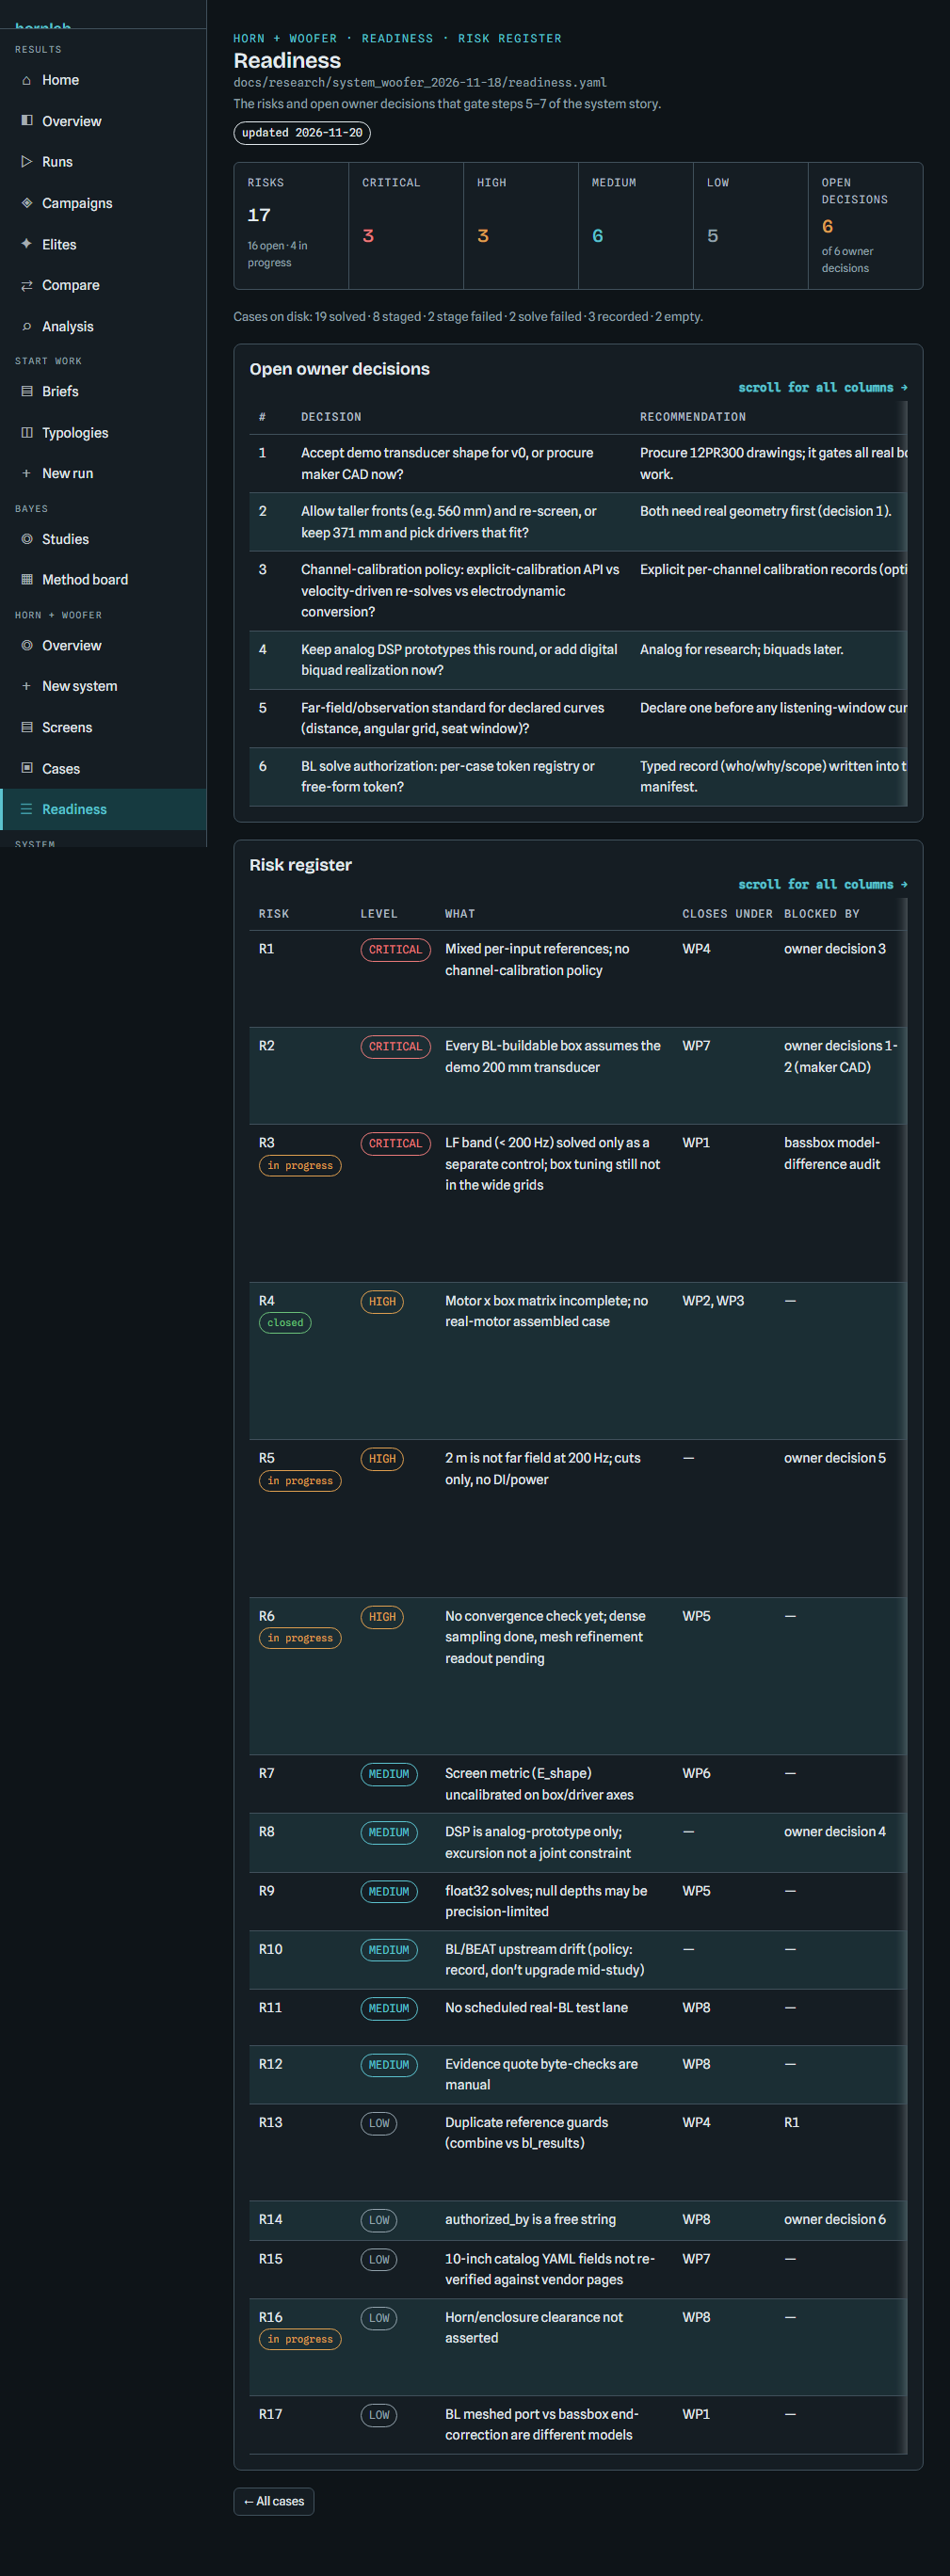 RESULTS
Home
Overview
Runs
Campaigns
Elites
Compare
Analysis
START WORK
Briefs
Typologies
+ New run
BAYES
Studies
Method board
HORN + WOOFER
Overview
+ New system
Screens
Cases
Readiness
SYSTEM
HORN + WOOFER · READINESS · RISK REGISTER
Readiness
docs/research/system_woofer_2026-11-18/readiness.yaml
The risks and open owner decisions that gate steps 5–7 of the system story.
updated 2026-11-20
RISKS
17
16 open · 4 in
progress
CRITICAL
3
HIGH
3
MEDIUM
6
LOW
5
OPEN
DECISIONS
6
of 6 owner
decisions
Cases on disk: 19 solved · 8 staged · 2 stage failed · 2 solve failed · 3 recorded · 2 empty.
Open owner decisions
scroll for all columns →
# DECISION RECOMMENDATION
1 Accept demo transducer shape for v0, or procure Procure 12PR300 drawings; it gates all real
maker CAD now? work.
2 Allow taller fronts (e.g. 560 mm) and re-screen, or Both need real geometry first (decision 1).
keep 371 mm and pick drivers that fit?
3 Channel-calibration policy: explicit-calibration API vs Explicit per-channel calibration records (opti
velocity-driven re-solves vs electrodynamic
conversion?
4 Keep analog DSP prototypes this round, or add digital Analog for research; biquads later.
biquad realization now?
5 Far-field/observation standard for declared curves Declare one before any listening-window cur
(distance, angular grid, seat window)?
6 BL solve authorization: per-case token registry or Typed record (who/why/scope) written into t
free-form token? manifest.
Risk register
scroll for all columns →
RISK LEVEL WHAT CLOSES UNDER BLOCKED BY
R1 CRITICAL Mixed per-input references; no WP4 owner decision 3
channel-calibration policy
R2 CRITICAL Every BL-buildable box assumes the WP7 owner decisions 1-
demo 200 mm transducer 2 (maker CAD)
R3 CRITICAL LF band (< 200 Hz) solved only as a WP1 bassbox model-
in progress separate control; box tuning still not difference audit
in the wide grids
R4 HIGH Motor x box matrix incomplete; no WP2, WP3 —
closed real-motor assembled case
R5 HIGH 2 m is not far field at 200 Hz; cuts — owner decision 5
in progress only, no DI/power
R6 HIGH No convergence check yet; dense WP5 —
in progress sampling done, mesh refinement
readout pending
R7 MEDIUM Screen metric (E_shape) WP6 —
uncalibrated on box/driver axes
R8 MEDIUM DSP is analog-prototype only; — owner decision 4
excursion not a joint constraint
R9 MEDIUM float32 solves; null depths may be WP5 —
precision-limited
R10 MEDIUM BL/BEAT upstream drift (policy: — —
record, don't upgrade mid-study)
R11 MEDIUM No scheduled real-BL test lane WP8 —
R12 MEDIUM Evidence quote byte-checks are WP8 —
manual
R13 LOW Duplicate reference guards WP4 R1
(combine vs bl_results)
R14 LOW authorized_by is a free string WP8 owner decision 6
R15 LOW 10-inch catalog YAML fields not re- WP7 —
verified against vendor pages
R16 LOW Horn/enclosure clearance not WP8 —
in progress asserted
R17 LOW BL meshed port vs bassbox end- WP1 —
correction are different models
← All cases